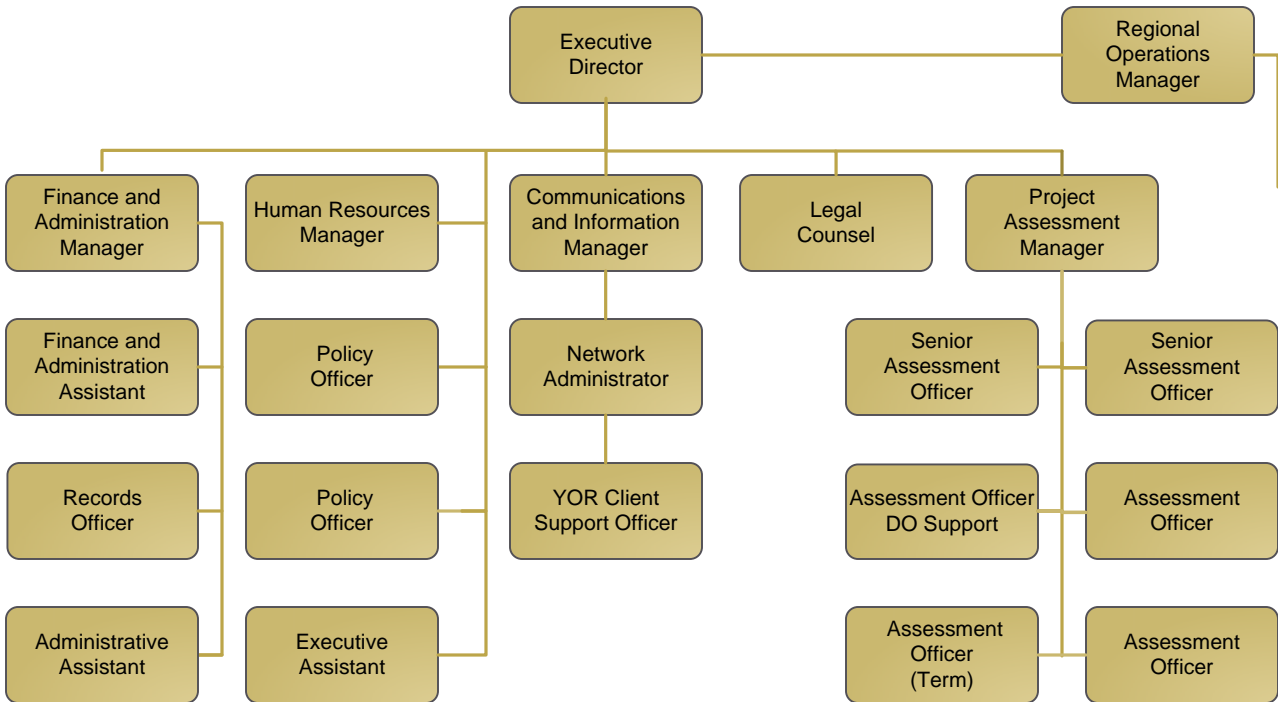 Executive
Director
Regional
Operations
Manager
Finance and
Administration
Manager
Human Resources
Manager
Communications
and Information
Manager
Legal
Counsel
Project
Assessment
Manager
Finance and
Administration
Assistant
Policy
Officer
Network
Administrator
Senior
Assessment
Officer
Senior
Assessment
Officer
Records
Officer
Policy
Officer
YOR Client
Support Officer
Assessment Officer
DO Support
Assessment
Officer
Administrative
Assistant
Executive
Assistant
Assessment
Officer
(Term)
Assessment
Officer